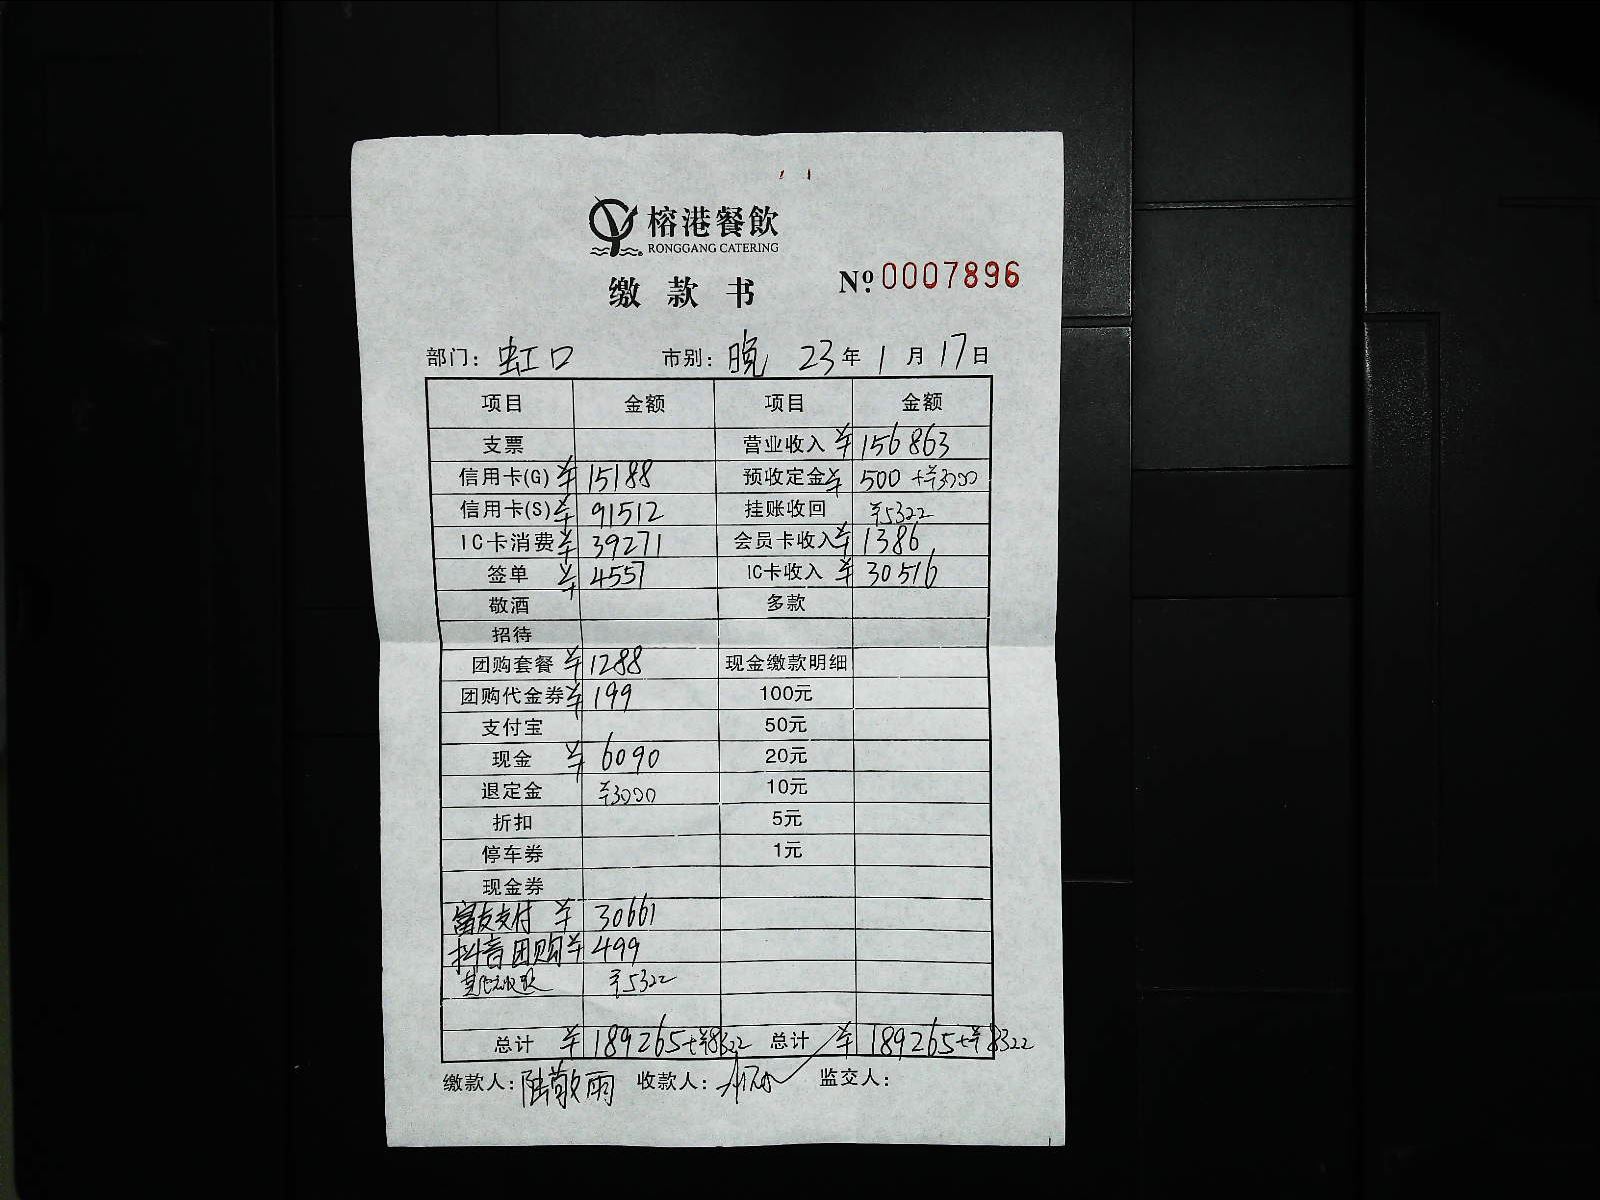 榕港餐飲
RONGGANG CATERING
缴款书
Nº.0007896
部门: 虹口 市别: 晚 23年 1月 17日
项目 金额 项目 金额
支票 营业收入 ¥156863
信用卡(G) ¥15188 预收定金 ¥500 +¥3000
信用卡(S) ¥91512 挂账收回 ¥5322
IC卡消费 ¥39271 会员卡收入 ¥1386
签单 ¥4557 IC卡收入 ¥30516
敬酒 多款
招待
团购套餐 ¥1288 现金缴款明细
团购代金券 ¥199 100元
支付宝 50元
现金 ¥6090 20元
退定金 ¥3000 10元
折扣 5元
停车券 1元
现金券
富友支付 ¥30661
抖音团购 ¥499
¥5322
总计 ¥189265+¥8322 总计 ¥189265+¥8322
缴款人: 陆敬雨 收款人: 监交人: